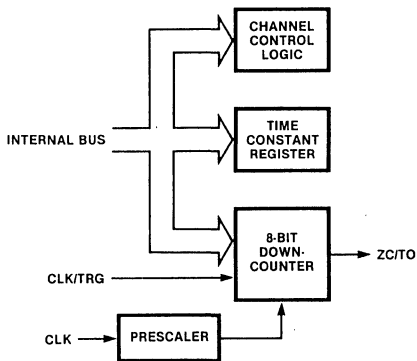 CHANNEL
CONTROL
LOGIC
INTERNAL BUS
TIME
CONSTANT
REGISTER
8-BIT
DOWN-
COUNTER
ZC/TO
CLK/TRG
CLK
PRESCALER